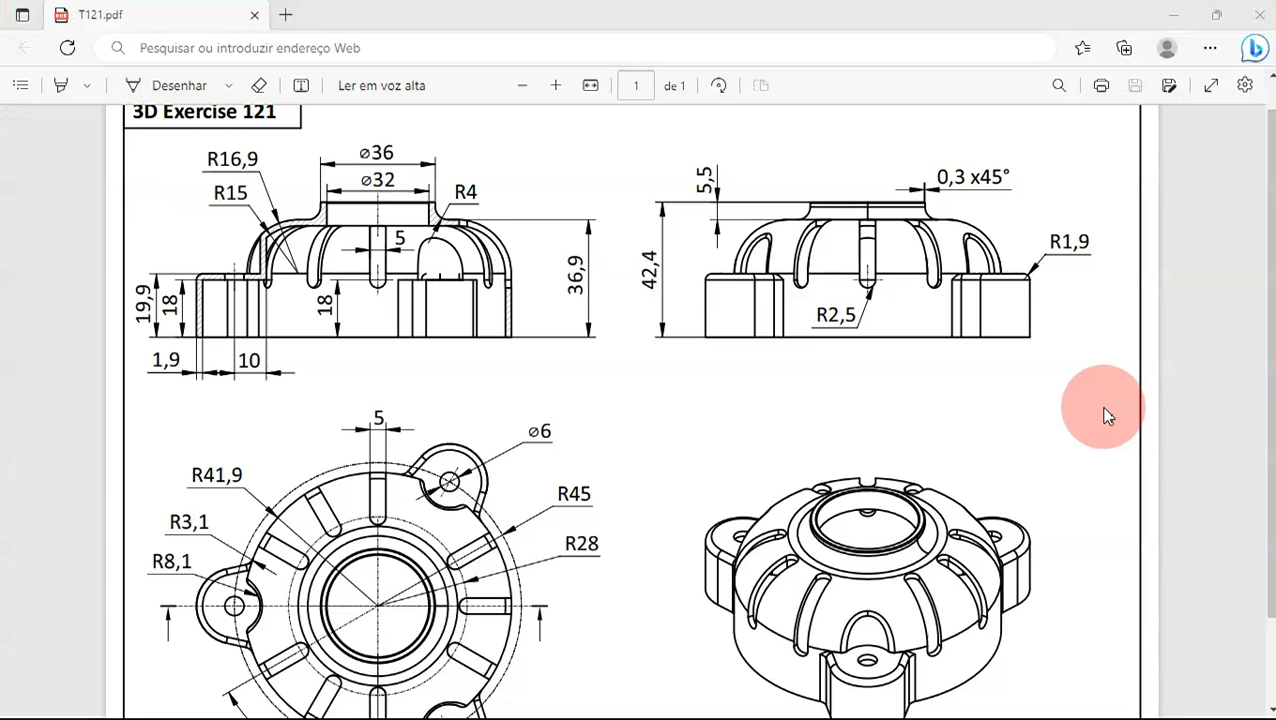 T121.pdf
Pesquisar ou introduzir endereço Web
Desenhar
Ler em voz alta
1
de 1
3D Exercise 121
R16,9
⌀36
R15
⌀32
R4
5
19,9
18
18
36,9
1,9
10
5,5
0,3 x45°
R1,9
42,4
R2,5
5
⌀6
R41,9
R45
R3,1
R28
R8,1